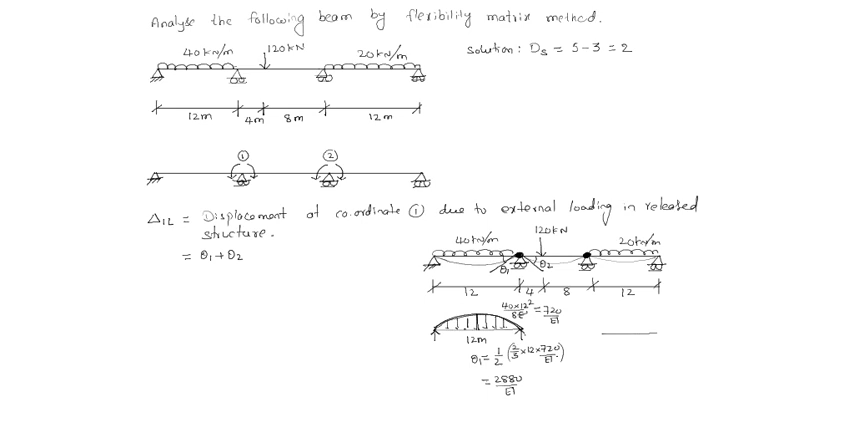 Analyse the following beam by flexibility matrix method.
40 kN/m 120kN 20kN/m
solution: Ds = 5-3 = 2
12m 4m 8m 12m
① ②
Δ1L = Displacement at co.ordinate ① due to external loading in released
structure.
= θ1 + θ2
120kN
40kN/m 20kN/m
θ1 θ2
12 4 8 12
40×12²/8EI = 720/EI
12m
θ1 = 1/2 (2/3 ×12×720/EI)
= 2880/EI